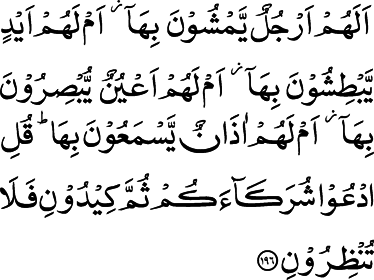 اَلَهُمْ اَرْجُلٌ يَّمْشُوْنَ بِهَاۤ ز اَمْ لَهُمْ اَيْدٍ
يَّبْطِشُوْنَ بِهَاۤ ز اَمْ لَهُمْ اَعْيُنٌ يُّبْصِرُوْنَ
بِهَاۤ ز اَمْ لَهُمْ اٰذَانٌ يَّسْمَعُوْنَ بِهَا ؕ قُلِ
ادْعُوْا شُرَكَآءَكُمْ ثُمَّ كِيْدُوْنِ فَلَا
تُنْظِرُوْنِ ﴿۱۹۶﴾